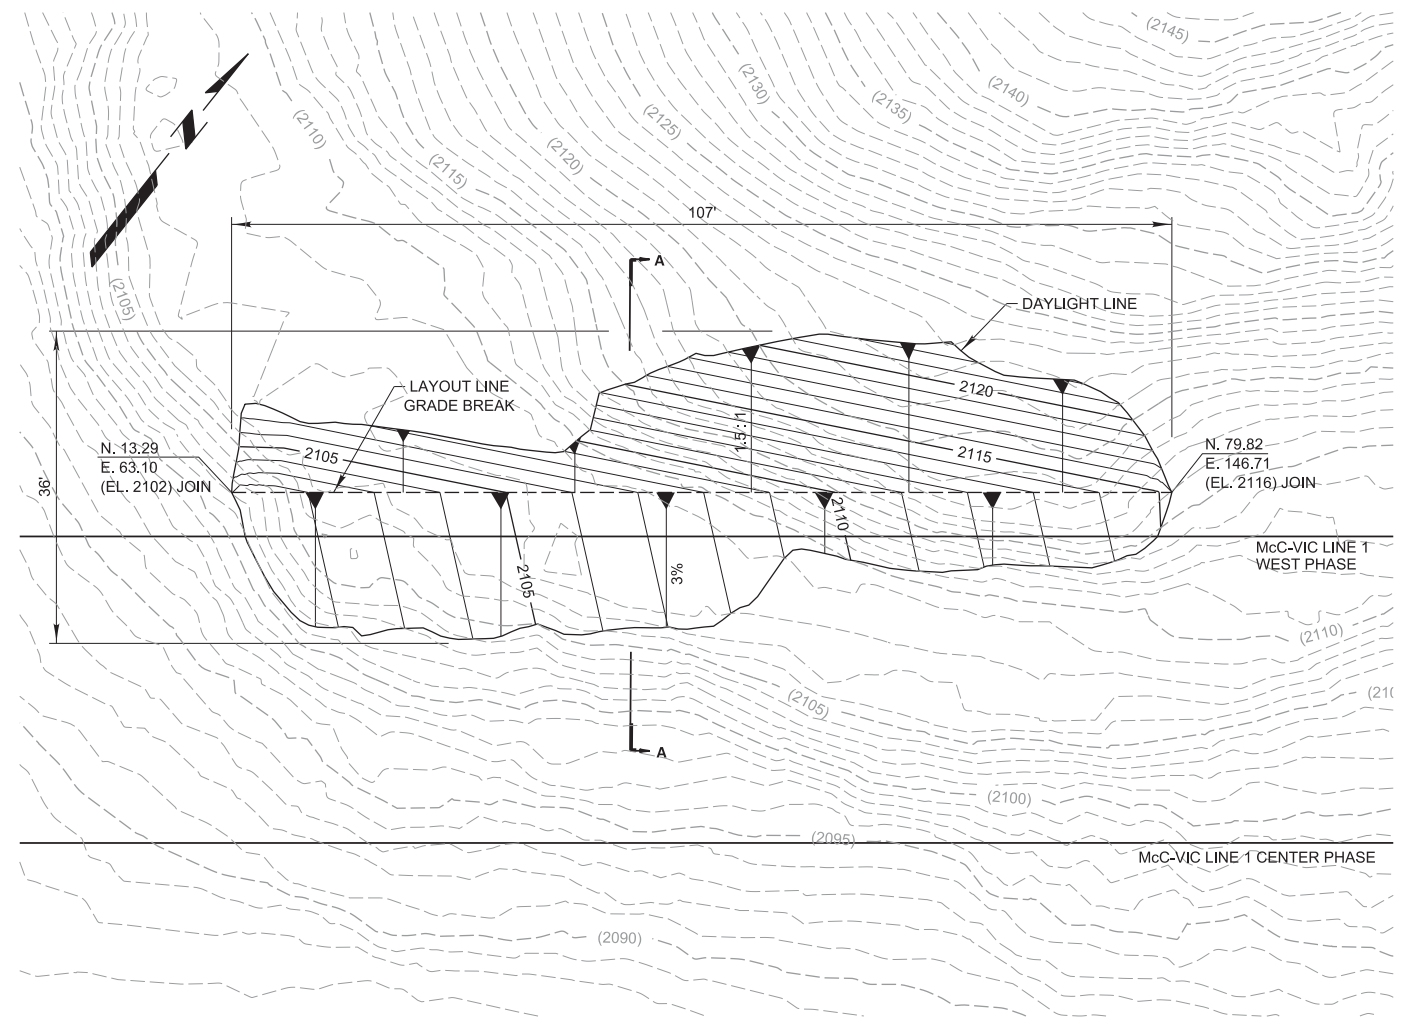 (2145)
(2130)
(2140)
(2135)
(2110)
(2125)
(2120)
(2115)
107'
A
(2105)
DAYLIGHT LINE
LAYOUT LINE
GRADE BREAK
2120
1.5 : 1
N. 13.29
E. 63.10
(EL. 2102) JOIN
2105
2115
N. 79.82
E. 146.71
(EL. 2116) JOIN
36'
2110
McC-VIC LINE 1
WEST PHASE
2105
3%
(2110)
(210
(2105)
A
(2100)
(2095)
McC-VIC LINE 1 CENTER PHASE
(2090)